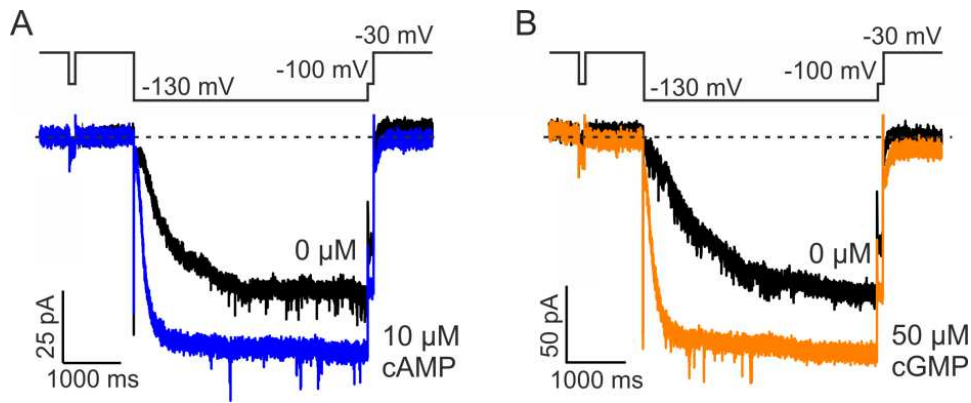 A
-30 mV
-100 mV
-130 mV
0 µM
10 µM
cAMP
25 pA
1000 ms
B
-30 mV
-100 mV
-130 mV
0 µM
50 µM
cGMP
50 pA
1000 ms